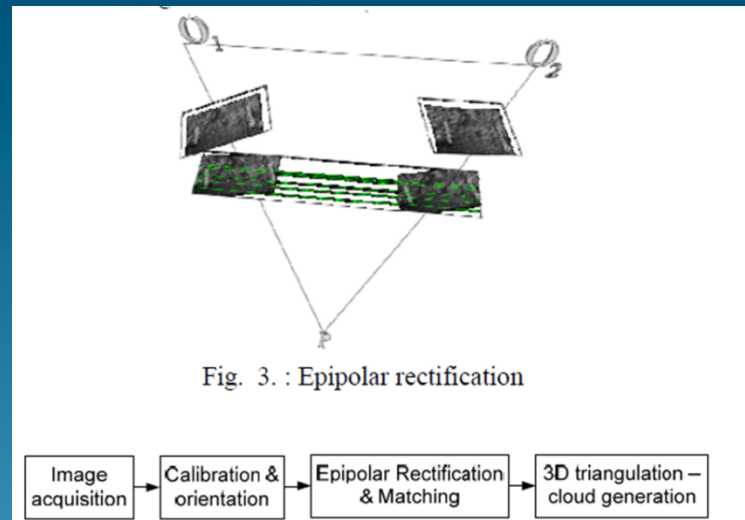 O1
O2
P
Fig. 3. : Epipolar rectification
Image
acquisition
Calibration &
orientation
Epipolar Rectification
& Matching
3D triangulation –
cloud generation